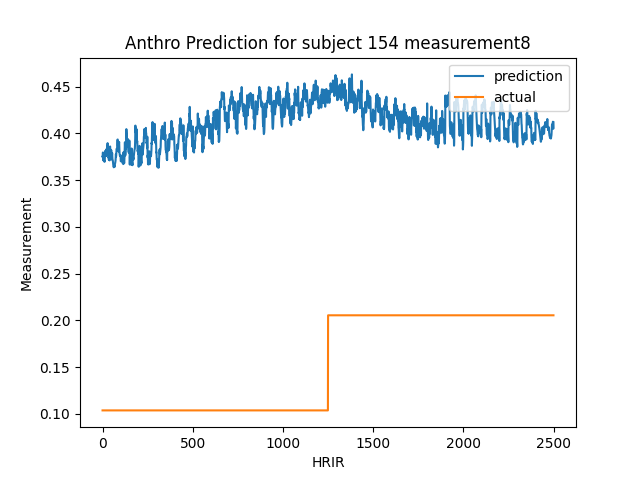 Anthro Prediction for subject 154 measurement8
prediction
actual
Measurement
0.45
0.40
0.35
0.30
0.25
0.20
0.15
0.10
0 500 1000 1500 2000 2500
HRIR